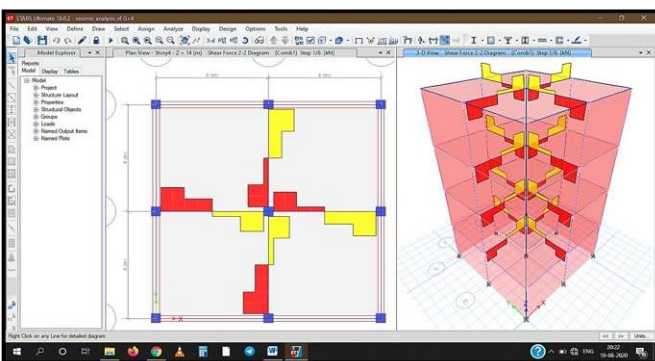 ETABS Ultimate 18.0.2 - seismic analysis of G+4
File Edit View Define Draw Select Assign Analyze Display Design Options Tools Help
Model Explorer
Plan View - Story4 - Z = 14 (m) - Shear Force 2-2 Diagram (Comb1) Step 1/6 [kN]
3-D View - Shear Force 2-2 Diagram (Comb1) Step 1/6 [kN]
Reports
Model Display Tables
Model
Project
Structure Layout
Properties
Structural Objects
Groups
Loads
Named Output Items
Named Plots
X
Z
X
Right Click on any Line for detailed diagram
Units...
ENG
20:22
10-08-2020